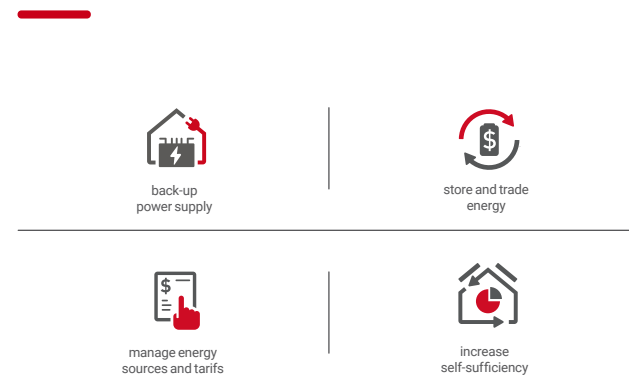 $
back-up
power supply
store and trade
energy
$
manage energy
sources and tarifs
increase
self-sufficiency